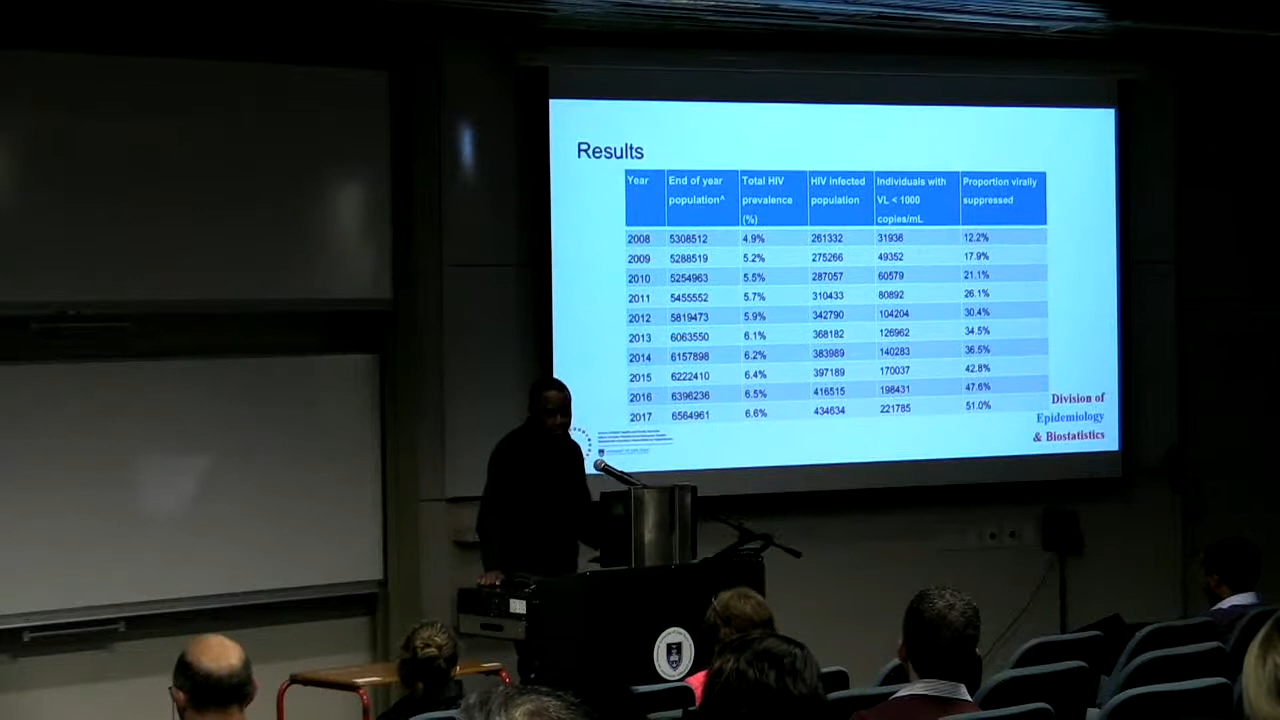 Results
Year End of year Total HIV HIV infected Individuals with Proportion virally
population^ prevalence population VL < 1000 suppressed
(%) copies/mL
2008 5308512 4.9% 261332 31936 12.2%
2009 5288519 5.2% 275266 49352 17.9%
2010 5254963 5.5% 287057 60579 21.1%
2011 5455552 5.7% 310433 80892 26.1%
2012 5819473 5.9% 342790 104204 30.4%
2013 6063550 6.1% 368182 126962 34.5%
2014 6157898 6.2% 383989 140283 36.5%
2015 6222410 6.4% 397189 170037 42.8%
2016 6396236 6.5% 416515 198431 47.6%
2017 6564961 6.6% 434634 221785 51.0%
Division of
Epidemiology
& Biostatistics